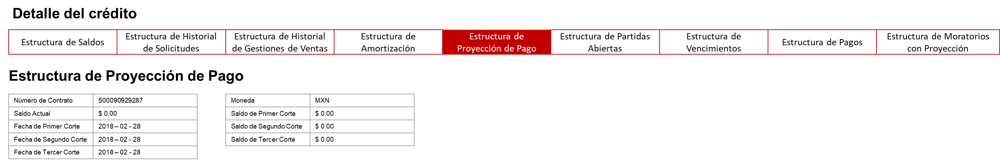 Detalle del crédito
Estructura de Saldos
Estructura de Historial
de Solicitudes
Estructura de Historial
de Gestiones de Ventas
Estructura de
Amortización
Estructura de
Proyección de Pago
Estructura de Partidas
Abiertas
Estructura de
Vencimientos
Estructura de Pagos
Estructura de Moratorios
con Proyección
Estructura de Proyección de Pago
Número de Contrato 500090929287
Saldo Actual $ 0.00
Fecha de Primer Corte 2018 – 02 - 28
Fecha de Segundo Corte 2018 – 02 - 28
Fecha de Tercer Corte 2018 – 02 - 28
Moneda MXN
Saldo de Primer Corte $ 0.00
Saldo de Segundo Corte $ 0.00
Saldo de Tercer Corte $ 0.00